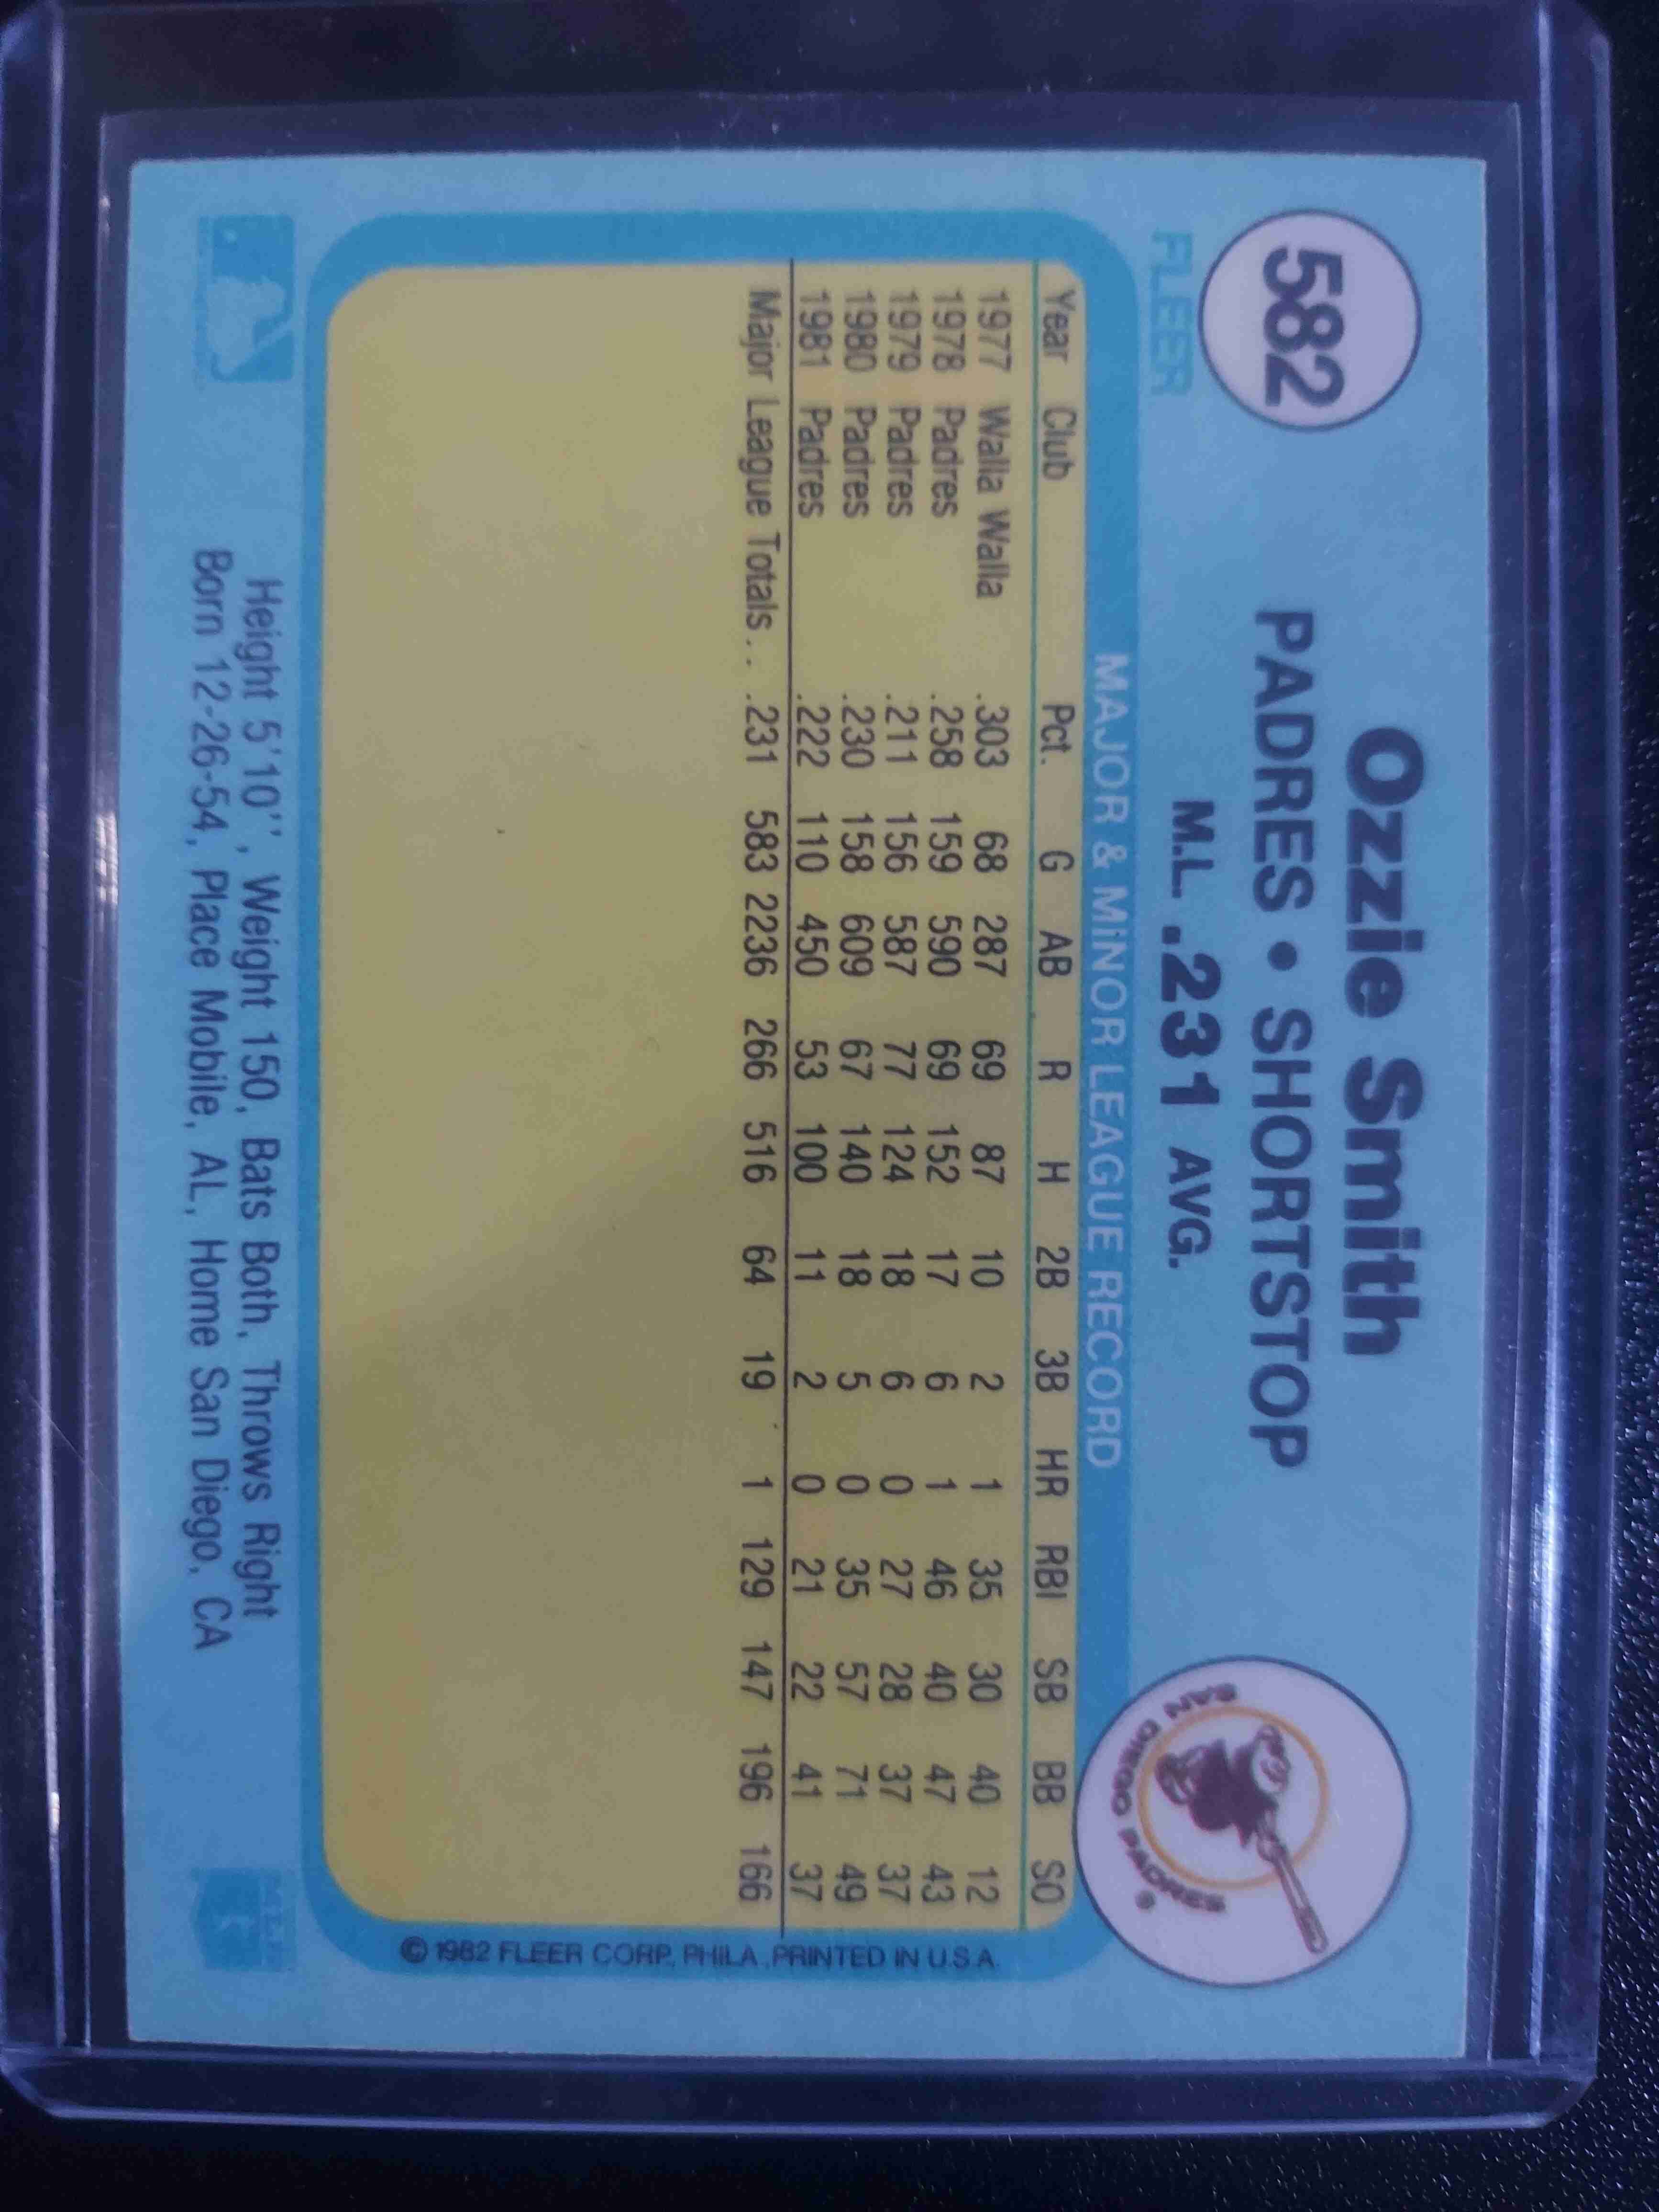 582
Ozzie Smith
PADRES • SHORTSTOP
M.L. .231 AVG.
FLEER
SAN DIEGO PADRES
MAJOR & MINOR LEAGUE RECORD
Year Club Pct. G AB R H 2B 3B HR RBI SB BB SO
1977 Walla Walla .303 68 287 69 87 10 2 1 35 30 40 12
1978 Padres .258 159 590 69 152 17 6 1 46 40 47 43
1979 Padres .211 156 587 77 124 18 6 0 27 28 37 37
1980 Padres .230 158 609 67 140 18 5 0 35 57 71 49
1981 Padres .222 110 450 53 100 11 2 0 21 22 41 37
Major League Totals . . .231 583 2236 266 516 64 19 1 129 147 196 166
© 1982 FLEER CORP. PHILA. PRINTED IN U.S.A.
Height 5'10'', Weight 150, Bats Both, Throws Right
Born 12-26-54, Place Mobile, AL, Home San Diego, CA